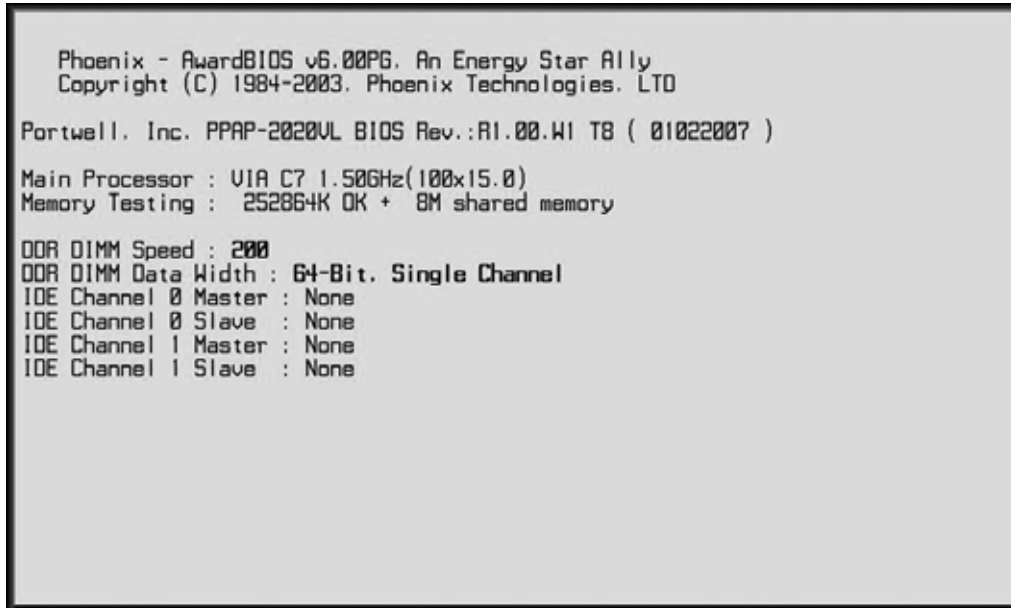 Phoenix - AwardBIOS v6.00PG, An Energy Star Ally
Copyright (C) 1984-2003, Phoenix Technologies, LTD
Portwell, Inc. PPAP-2020VL BIOS Rev.:R1.00.W1 T8 ( 01022007 )
Main Processor : VIA C7 1.50GHz(100x15.0)
Memory Testing :  252864K OK +  8M shared memory
DDR DIMM Speed : 200
DDR DIMM Data Width : 64-Bit, Single Channel
IDE Channel 0 Master : None
IDE Channel 0 Slave  : None
IDE Channel 1 Master : None
IDE Channel 1 Slave  : None